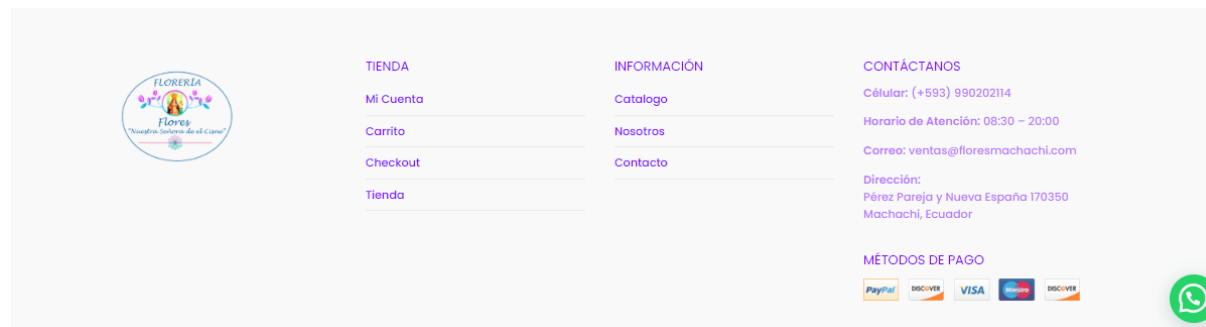 FLORERÍA
Flores
"Nuestra Señora de el Cisne"
TIENDA
Mi Cuenta
Carrito
Checkout
Tienda
INFORMACIÓN
Catalogo
Nosotros
Contacto
CONTÁCTANOS
Célular: (+593) 990202114
Horario de Atención: 08:30 – 20:00
Correo: ventas@floresmachachi.com
Dirección:
Pérez Pareja y Nueva España 170350
Machachi, Ecuador
MÉTODOS DE PAGO
PayPal DISCOVER VISA Maestro DISCOVER